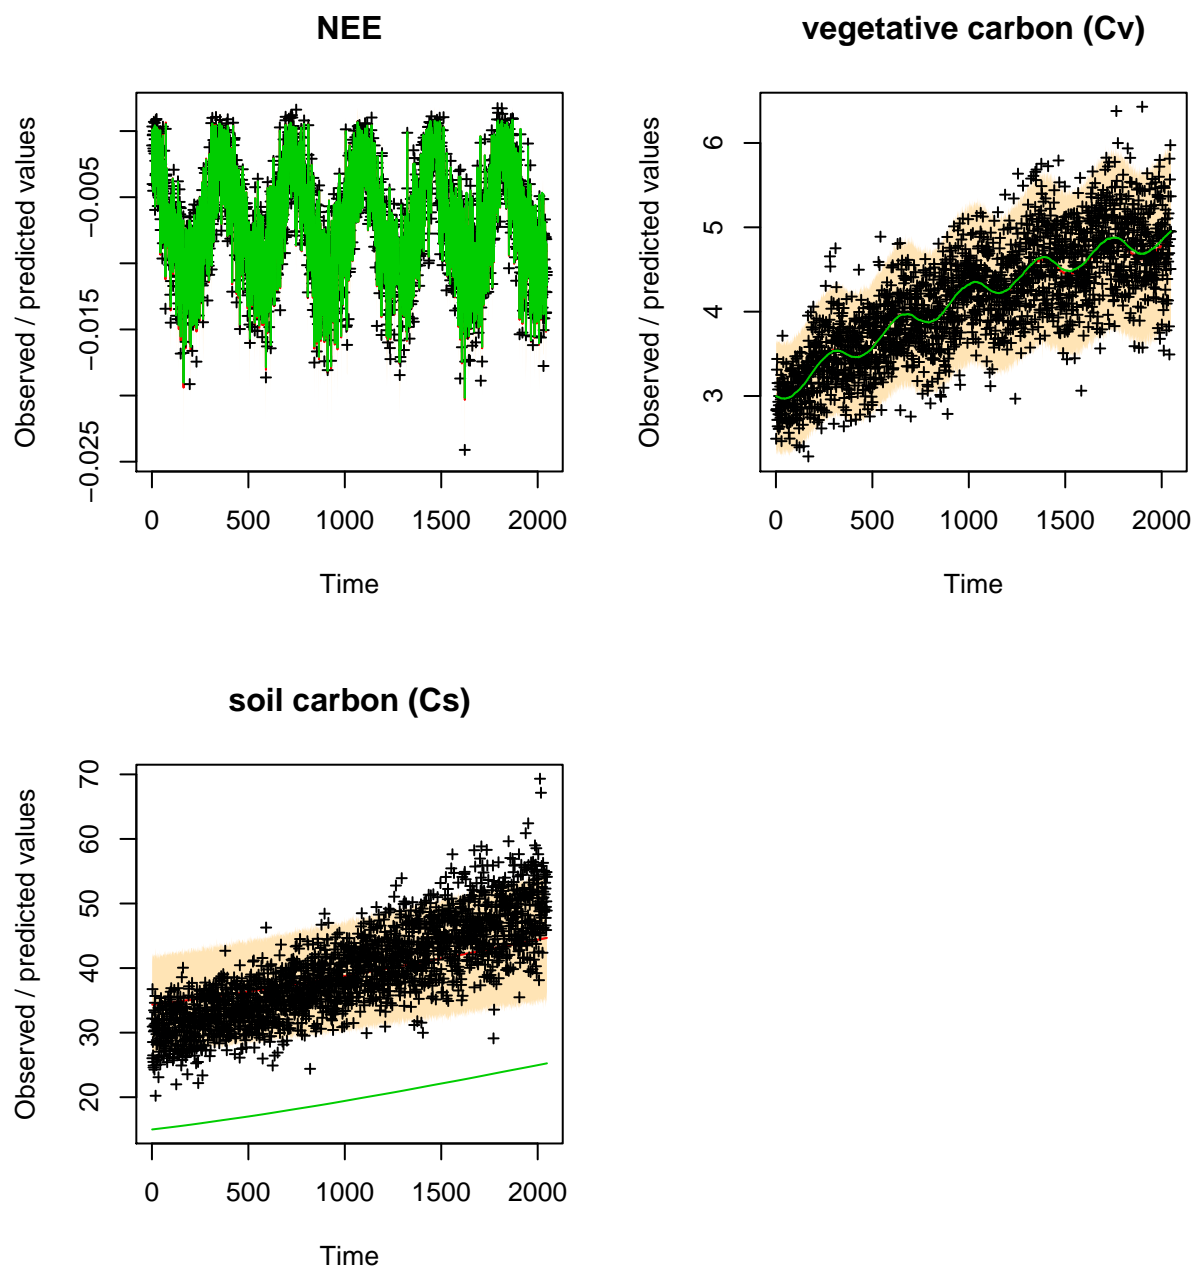 NEE
Observed / predicted values
−0.005
−0.015
−0.025
0 500 1000 1500 2000
Time
vegetative carbon (Cv)
Observed / predicted values
6
5
4
3
0 500 1000 1500 2000
Time
soil carbon (Cs)
Observed / predicted values
70
60
50
40
30
20
0 500 1000 1500 2000
Time